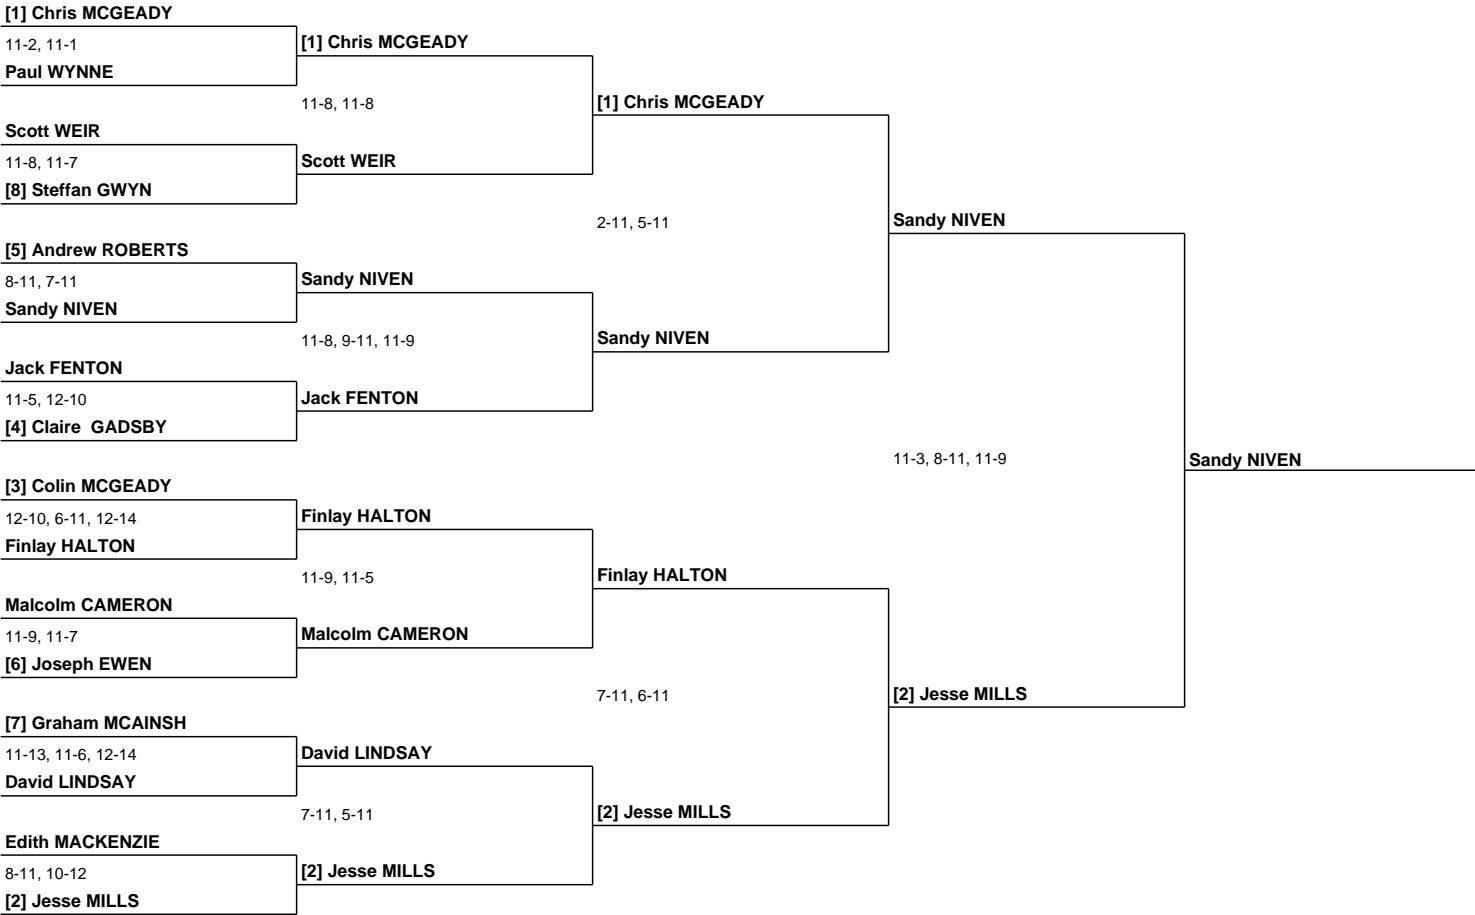 [1] Chris MCGEADY
11-2, 11-1
Paul WYNNE
Scott WEIR
11-8, 11-7
[8] Steffan GWYN
[5] Andrew ROBERTS
8-11, 7-11
Sandy NIVEN
Jack FENTON
11-5, 12-10
[4] Claire  GADSBY
[3] Colin MCGEADY
12-10, 6-11, 12-14
Finlay HALTON
Malcolm CAMERON
11-9, 11-7
[6] Joseph EWEN
[7] Graham MCAINSH
11-13, 11-6, 12-14
David LINDSAY
Edith MACKENZIE
8-11, 10-12
[2] Jesse MILLS
[1] Chris MCGEADY
11-8, 11-8
Scott WEIR
Sandy NIVEN
11-8, 9-11, 11-9
Jack FENTON
Finlay HALTON
11-9, 11-5
Malcolm CAMERON
David LINDSAY
7-11, 5-11
[2] Jesse MILLS
[1] Chris MCGEADY
2-11, 5-11
Sandy NIVEN
Finlay HALTON
7-11, 6-11
[2] Jesse MILLS
Sandy NIVEN
11-3, 8-11, 11-9
[2] Jesse MILLS
Sandy NIVEN